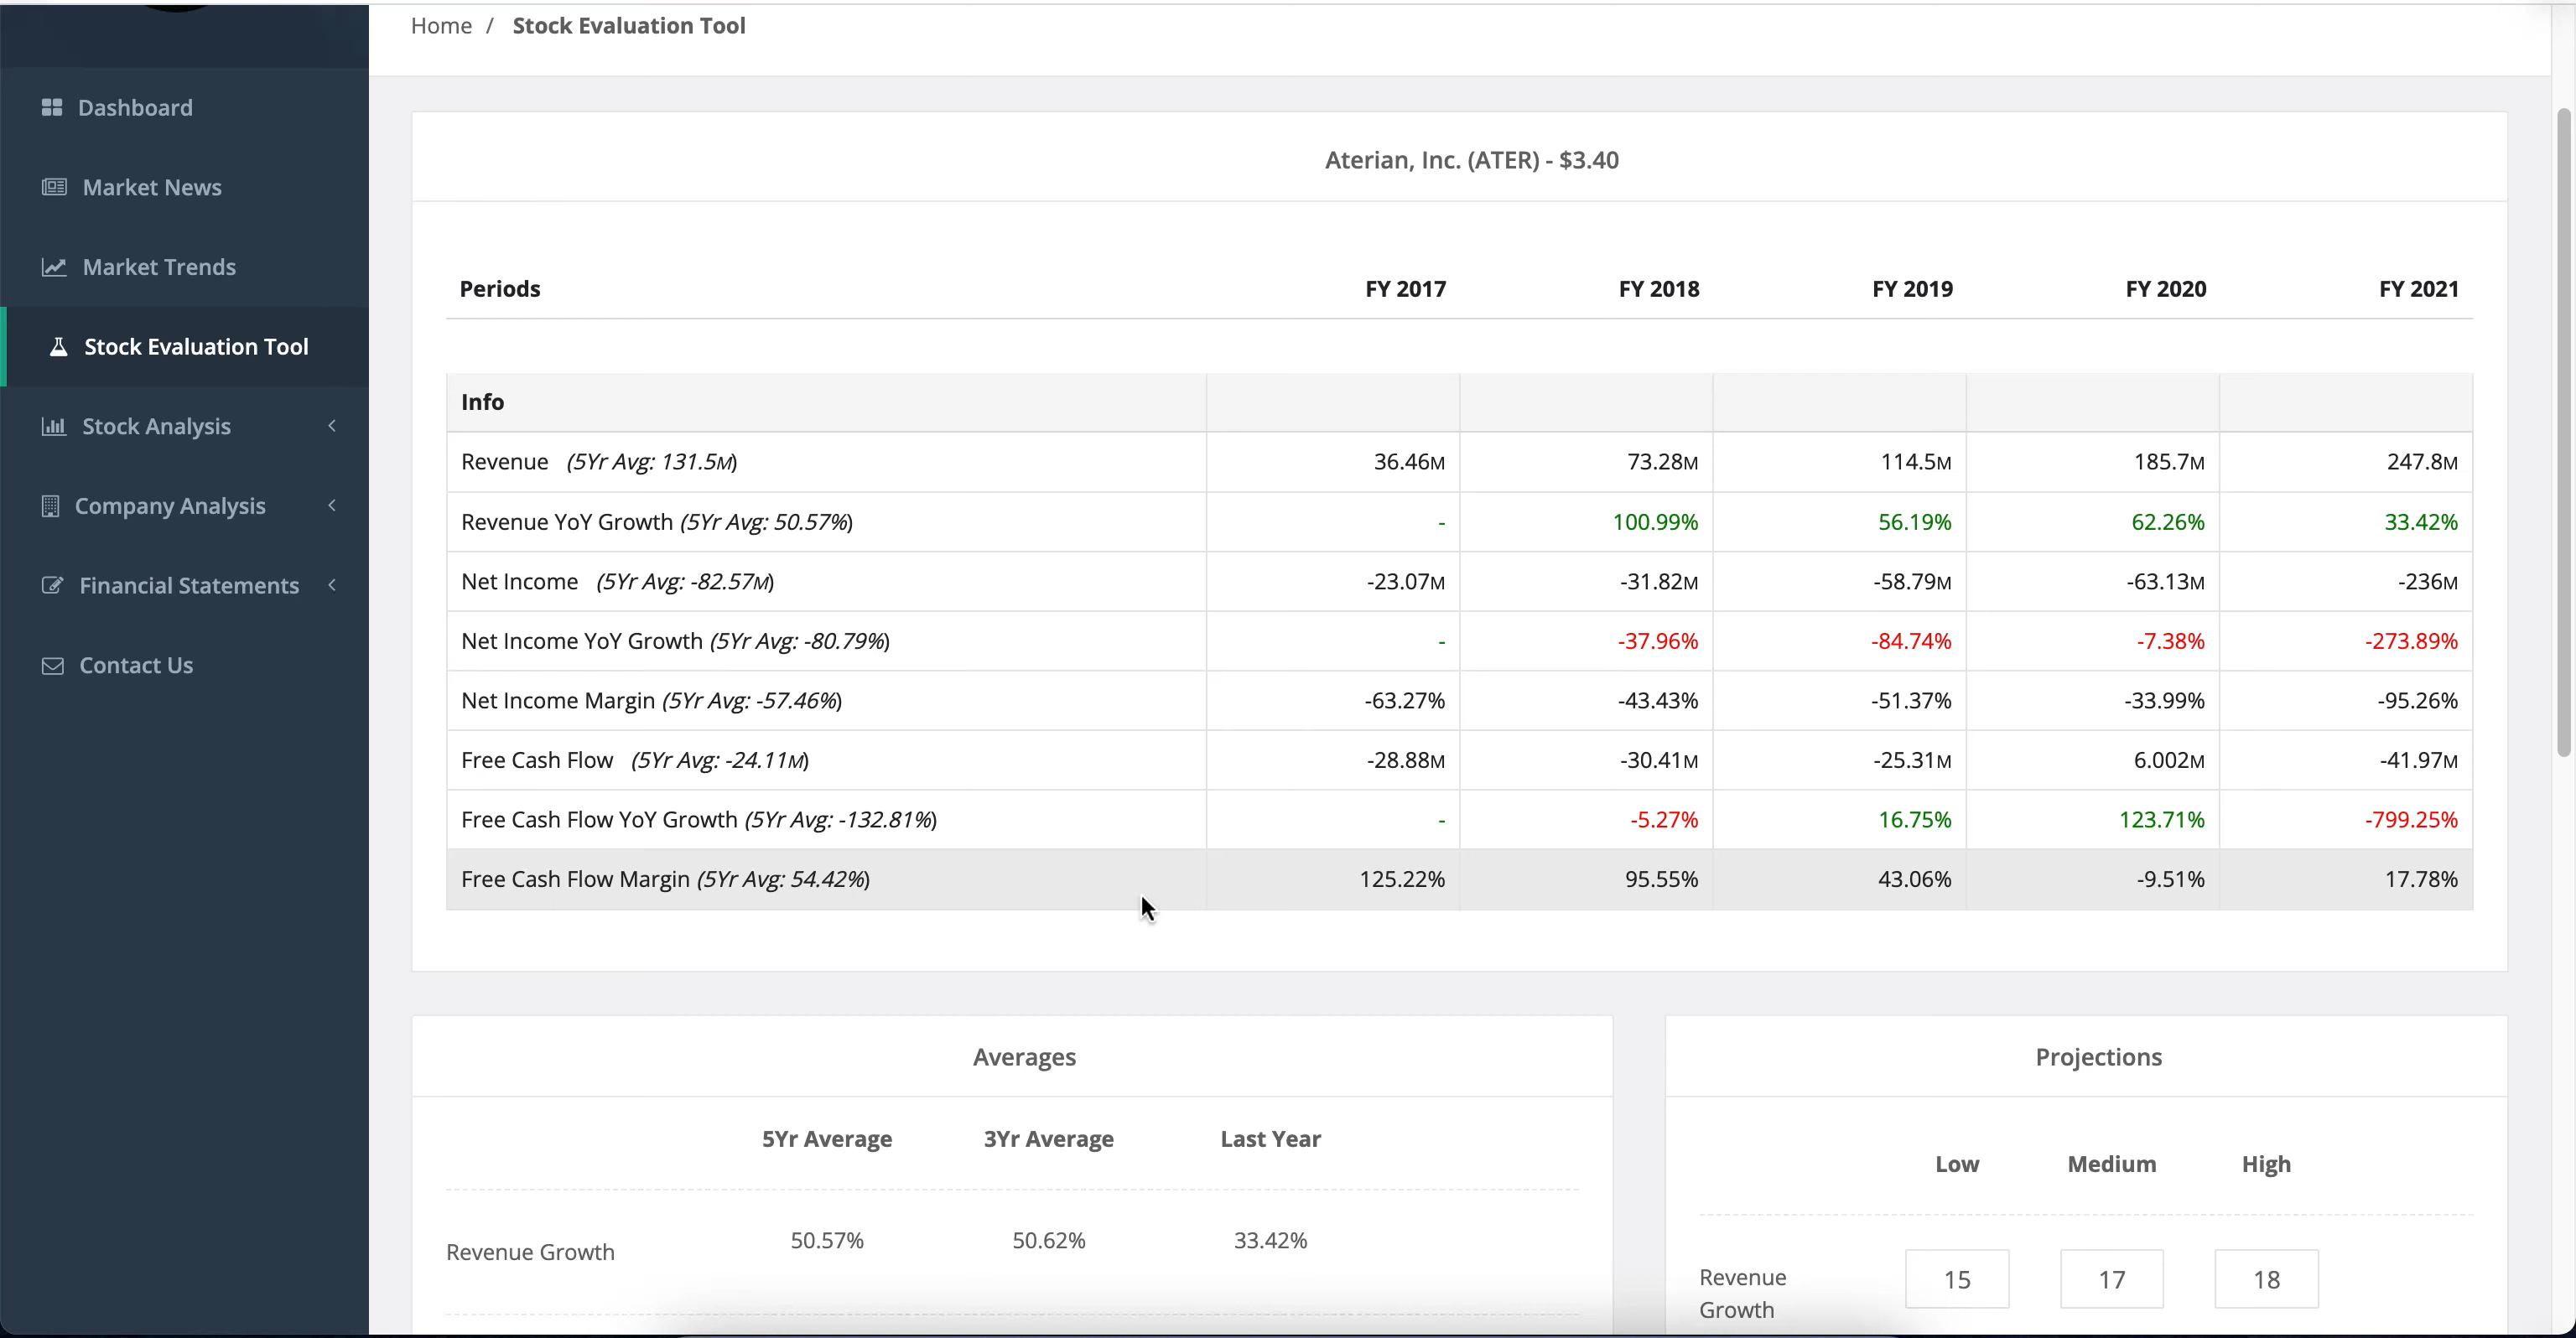 Home / Stock Evaluation Tool
Dashboard
Market News
Market Trends
Stock Evaluation Tool
Stock Analysis
Company Analysis
Financial Statements
Contact Us
Aterian, Inc. (ATER) - $3.40
Periods FY 2017 FY 2018 FY 2019 FY 2020 FY 2021
Info
Revenue (5Yr Avg: 131.5M) 36.46M 73.28M 114.5M 185.7M 247.8M
Revenue YoY Growth (5Yr Avg: 50.57%) - 100.99% 56.19% 62.26% 33.42%
Net Income (5Yr Avg: -82.57M) -23.07M -31.82M -58.79M -63.13M -236M
Net Income YoY Growth (5Yr Avg: -80.79%) - -37.96% -84.74% -7.38% -273.89%
Net Income Margin (5Yr Avg: -57.46%) -63.27% -43.43% -51.37% -33.99% -95.26%
Free Cash Flow (5Yr Avg: -24.11M) -28.88M -30.41M -25.31M 6.002M -41.97M
Free Cash Flow YoY Growth (5Yr Avg: -132.81%) - -5.27% 16.75% 123.71% -799.25%
Free Cash Flow Margin (5Yr Avg: 54.42%) 125.22% 95.55% 43.06% -9.51% 17.78%
Averages
5Yr Average 3Yr Average Last Year
Revenue Growth 50.57% 50.62% 33.42%
Projections
Low Medium High
Revenue
Growth 15 17 18